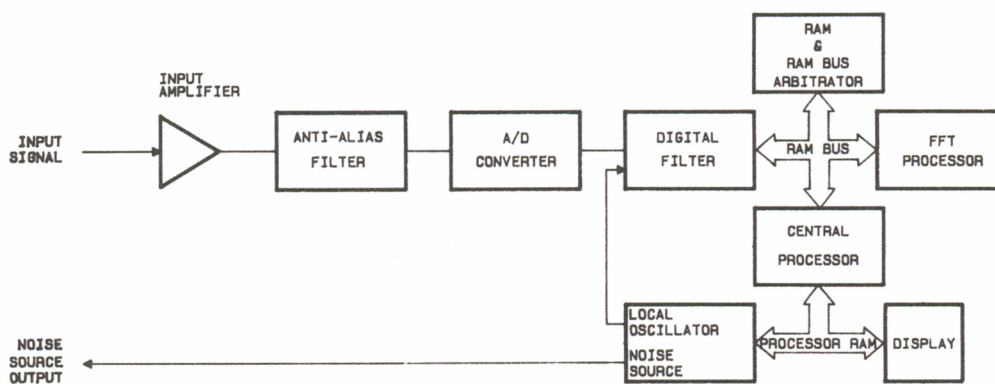 RAM
&
RAM BUS
ARBITRATOR
INPUT
AMPLIFIER
INPUT
SIGNAL
ANTI-ALIAS
FILTER
A/D
CONVERTER
DIGITAL
FILTER
RAM BUS
FFT
PROCESSOR
CENTRAL
PROCESSOR
LOCAL
OSCILLATOR
NOISE
SOURCE
PROCESSOR RAM
DISPLAY
NOISE
SOURCE
OUTPUT